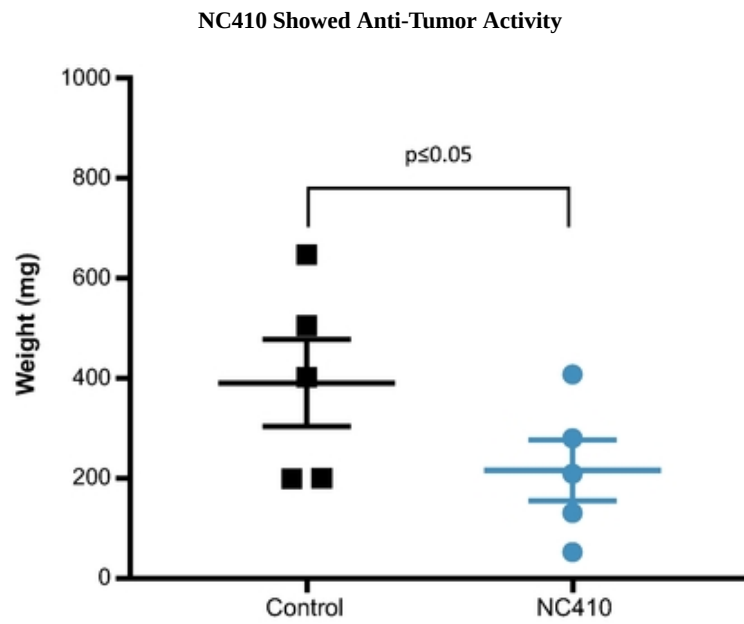 NC410 Showed Anti-Tumor Activity
1000
800
600
400
200
0
Weight (mg)
p≤0.05
Control
NC410